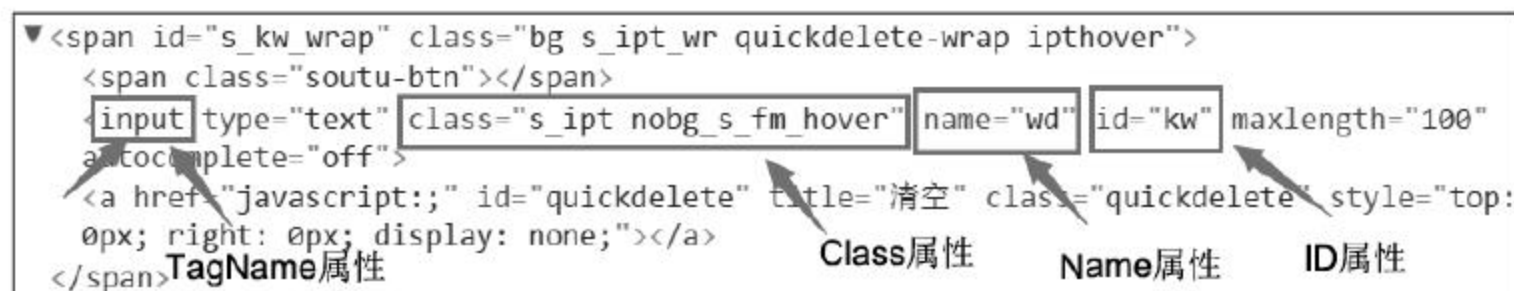 ▼<span id="s_kw_wrap" class="bg s_ipt_wr quickdelete-wrap ipthover">
<span class="soutu-btn"></span>
<input type="text" class="s_ipt nobg_s_fm_hover" name="wd" id="kw" maxlength="100"
autocomplete="off">
<a href="javascript:;" id="quickdelete" title="清空" class="quickdelete" style="top:
0px; right: 0px; display: none;"></a>
</span>
TagName属性
Class属性
Name属性
ID属性